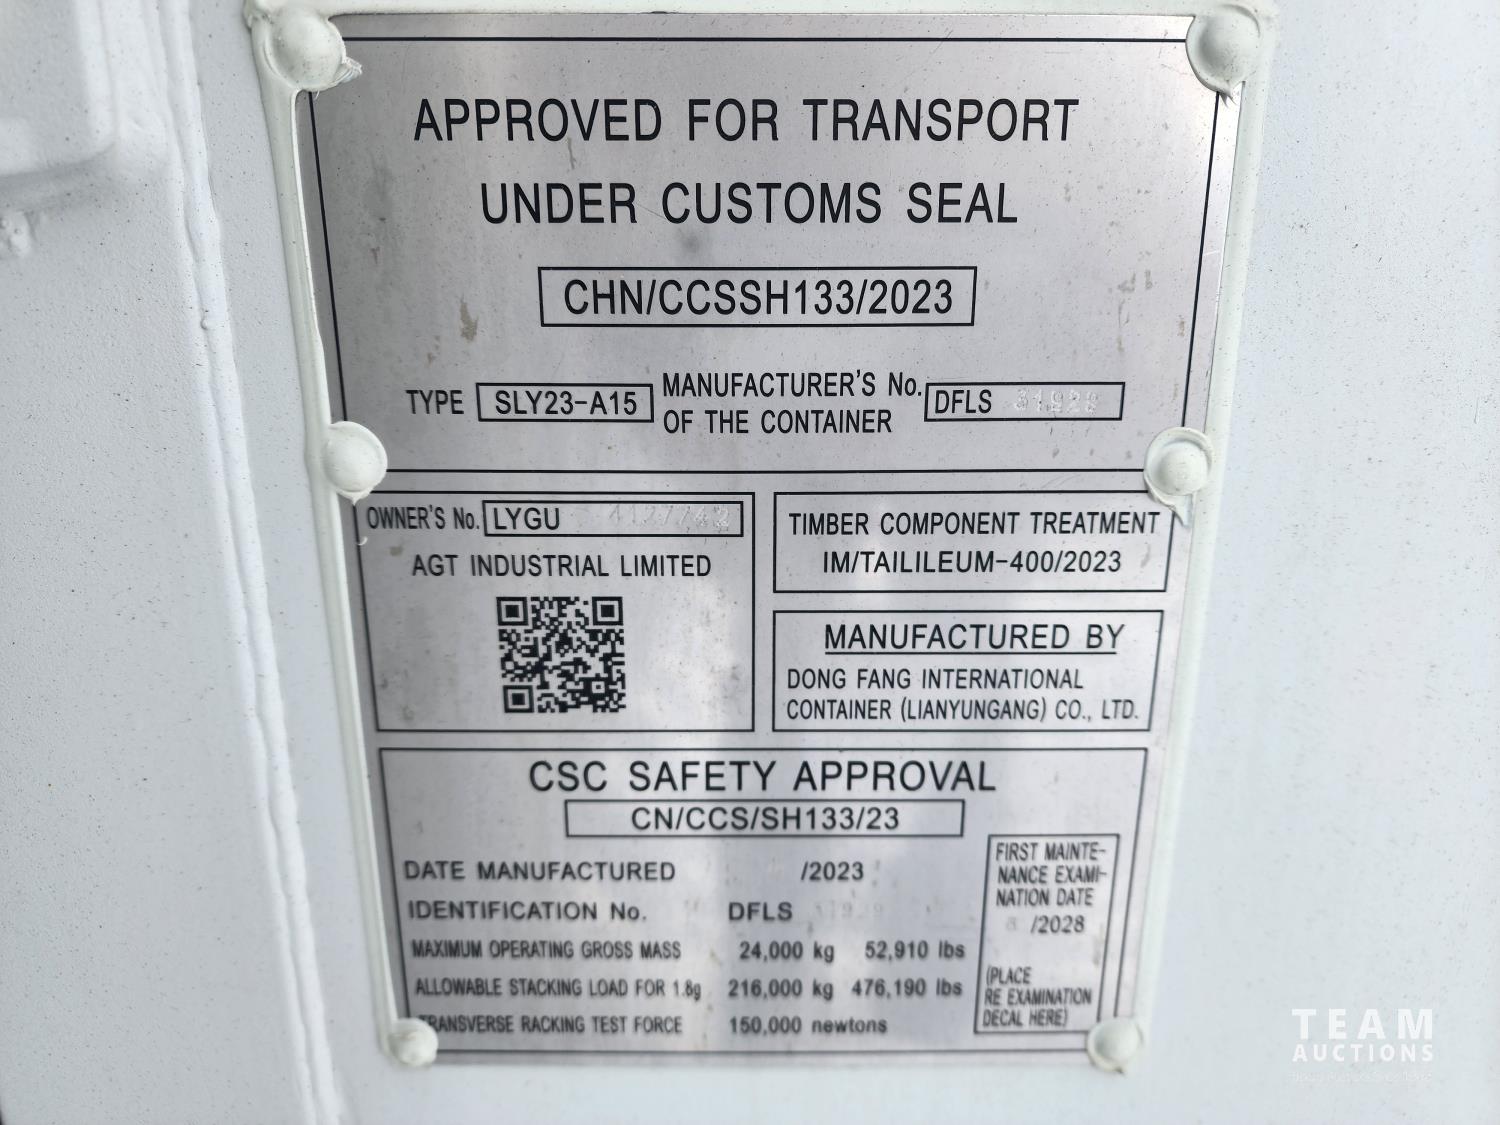 APPROVED FOR TRANSPORT
UNDER CUSTOMS SEAL
CHN/CCSSH133/2023
TYPE SLY23-A15 MANUFACTURER'S No. DFLS
OF THE CONTAINER
OWNER'S No. LYGU
AGT INDUSTRIAL LIMITED
TIMBER COMPONENT TREATMENT
IM/TAILILEUM-400/2023
MANUFACTURED BY
DONG FANG INTERNATIONAL
CONTAINER (LIANYUNGANG) CO., LTD.
CSC SAFETY APPROVAL
CN/CCS/SH133/23
DATE MANUFACTURED /2023
IDENTIFICATION No. DFLS
MAXIMUM OPERATING GROSS MASS 24,000 kg 52,910 lbs
ALLOWABLE STACKING LOAD FOR 1.8g 216,000 kg 476,190 lbs
TRANSVERSE RACKING TEST FORCE 150,000 newtons
FIRST MAINTE-
NANCE EXAMI-
NATION DATE
/2028
(PLACE
RE EXAMINATION
DECAL HERE)
TEAM
AUCTIONS